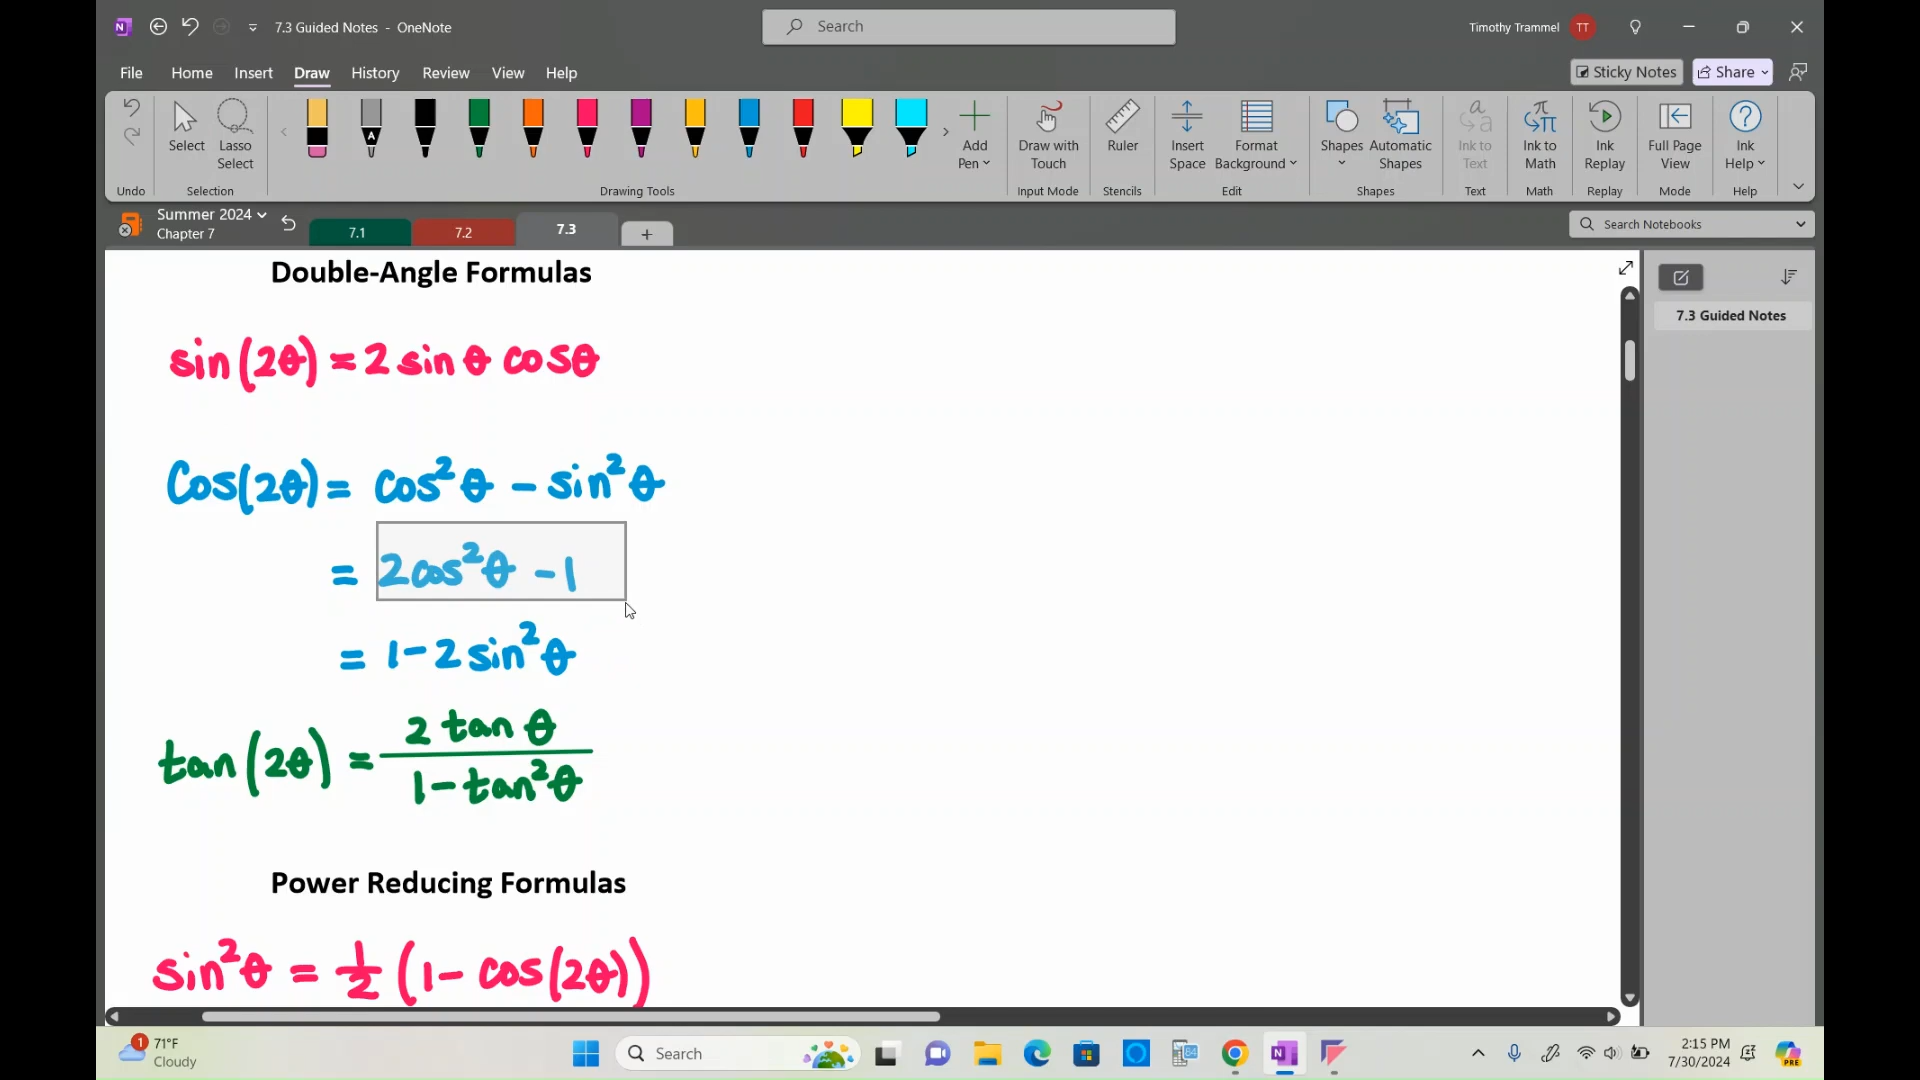 7.3 Guided Notes - OneNote
Search
Timothy Trammel TT
File Home Insert Draw History Review View Help
Sticky Notes Share
Select
Lasso Select
Add Pen
Draw with Touch
Ruler
Insert Space
Format Background
Shapes
Automatic Shapes
Ink to Text
Ink to Math
Ink Replay
Full Page View
Ink Help
Undo Selection Drawing Tools Input Mode Stencils Edit Shapes Text Math Replay Mode Help
Summer 2024
Chapter 7
7.1 7.2 7.3 +
Search Notebooks
7.3 Guided Notes
Double-Angle Formulas
sin(2θ) = 2 sin θ cos θ
Cos(2θ) = cos²θ − sin²θ
= 2cos²θ − 1
= 1 − 2 sin²θ
tan(2θ) = 2 tan θ / 1 − tan²θ
Power Reducing Formulas
sin²θ = 1/2 (1 − cos(2θ))
1
71°F
Cloudy
Search
84
2:15 PM
7/30/2024
PRE